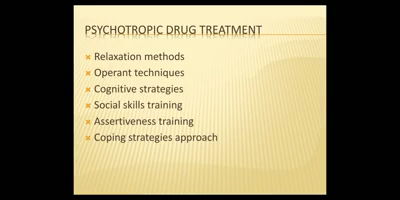 PSYCHOTROPIC DRUG TREATMENT
Relaxation methods
Operant techniques
Cognitive strategies
Social skills training
Assertiveness training
Coping strategies approach